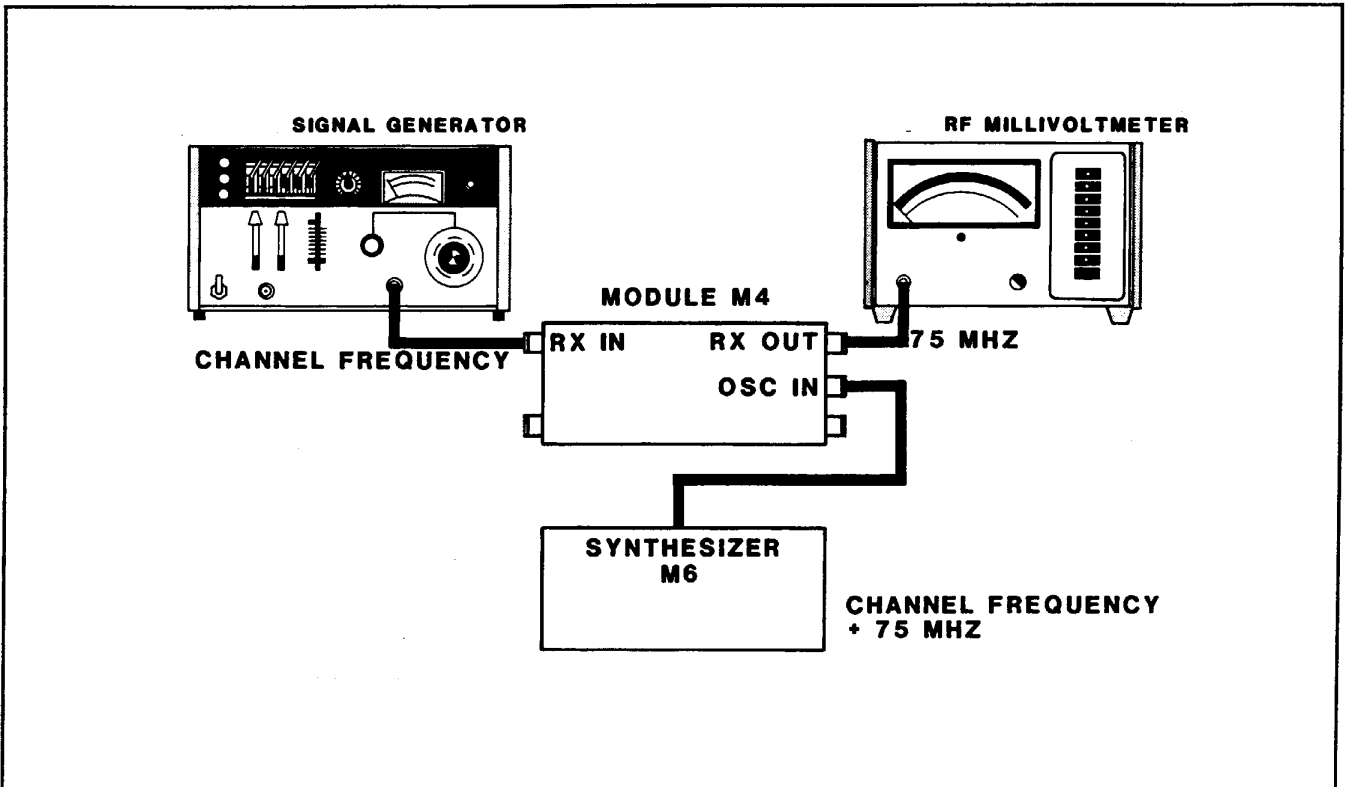 SIGNAL GENERATOR
RF MILLIVOLTMETER
MODULE M4
RX IN
RX OUT
75 MHZ
CHANNEL FREQUENCY
OSC IN
SYNTHESIZER
M6
CHANNEL FREQUENCY
+ 75 MHZ